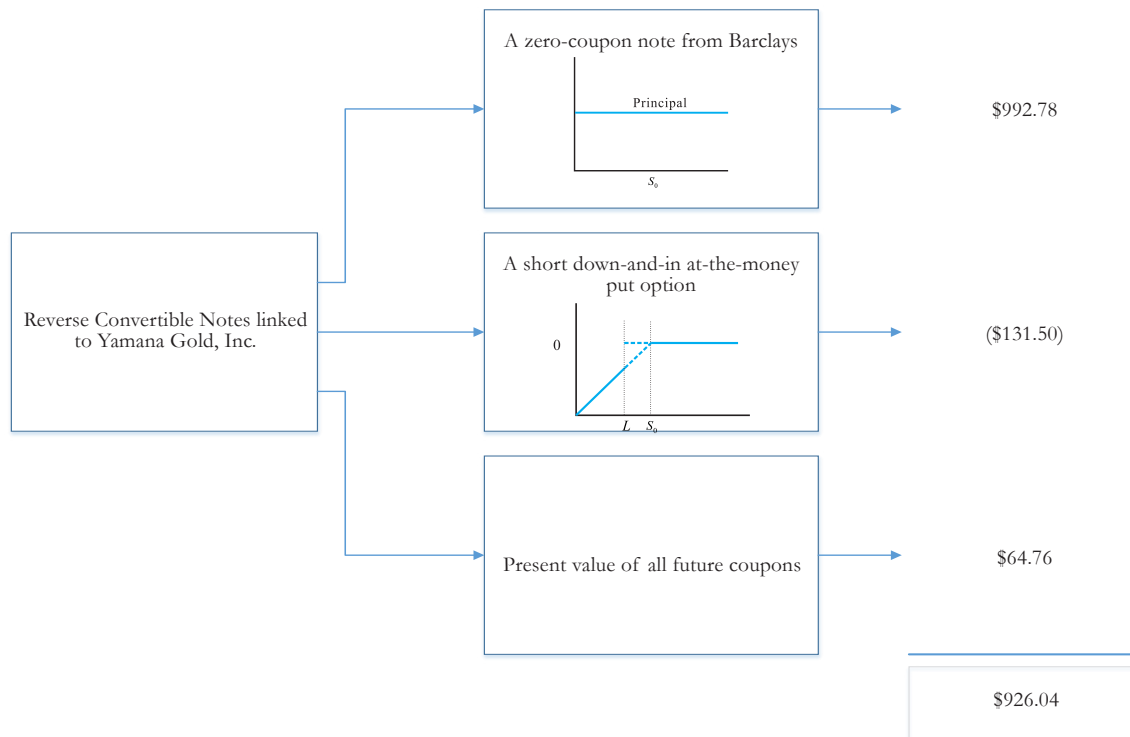 A zero-coupon note from Barclays
Principal
S₀
$992.78
Reverse Convertible Notes linked
to Yamana Gold, Inc.
A short down-and-in at-the-money
put option
0
L S₀
($131.50)
Present value of all future coupons
$64.76
$926.04